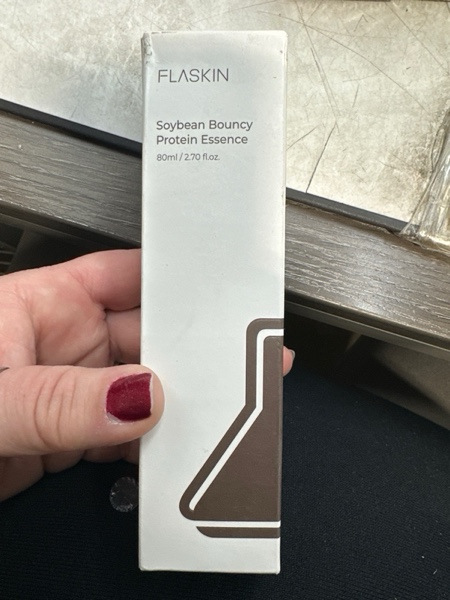 FLASKIN
Soybean Bouncy
Protein Essence
80ml / 2.70 fl.oz.